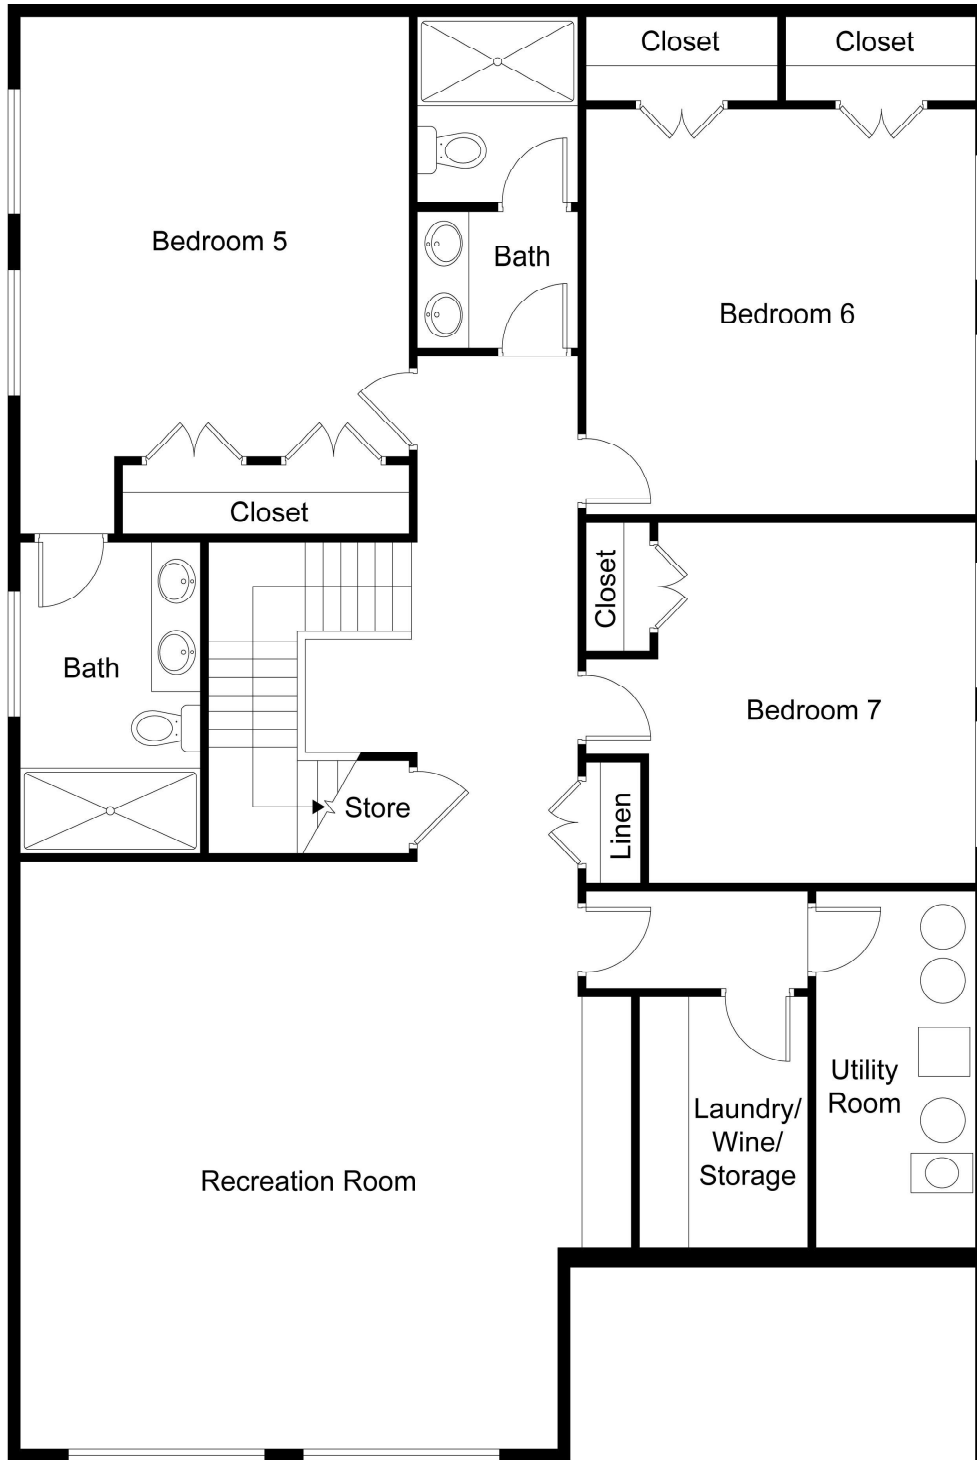 Closet
Closet
Bedroom 5
Bath
Bedroom 6
Closet
Closet
Bath
Bedroom 7
Store
Linen
Utility
Room
Laundry/
Wine/
Storage
Recreation Room